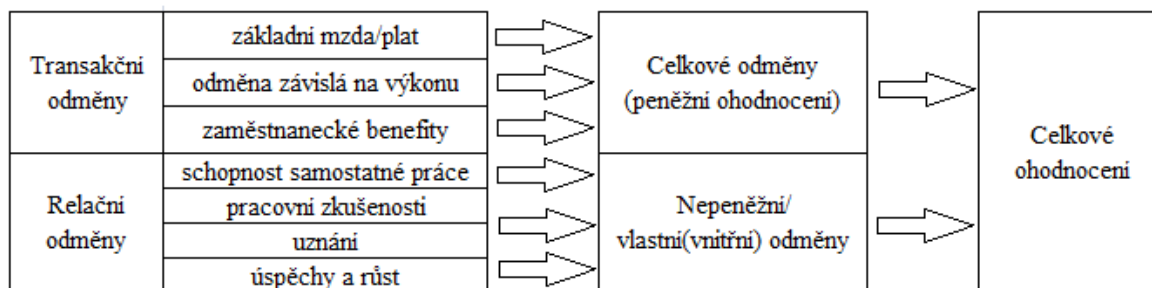 Transakční
odměny
základní mzda/plat
odměna závislá na výkonu
zaměstnanecké benefity
Relační
odměny
schopnost samostatné práce
pracovní zkušenosti
uznání
úspěchy a růst
Celkové odměny
(peněžní ohodnocení)
Nepeněžní/
vlastní(vnitřní) odměny
Celkové
ohodnocení